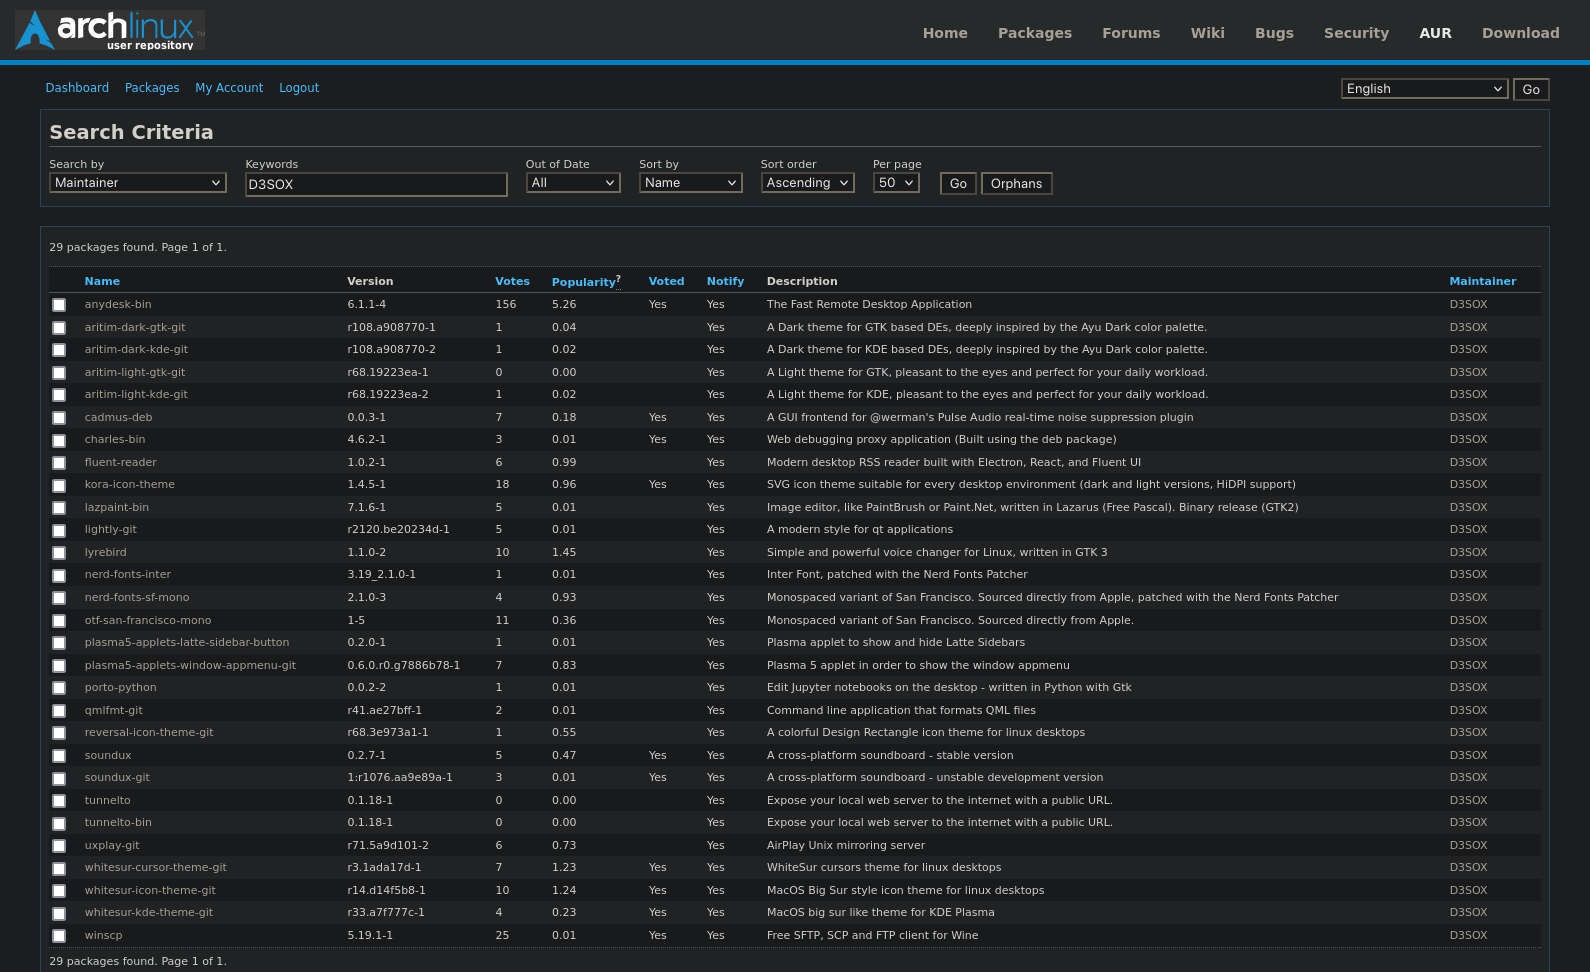 archlinux™
user repository
Home Packages Forums Wiki Bugs Security AUR Download
Dashboard Packages My Account Logout English Go
Search Criteria
Search by Keywords Out of Date Sort by Sort order Per page
Maintainer D3SOX All Name Ascending 50 Go Orphans
29 packages found. Page 1 of 1.
Name Version Votes Popularity? Voted Notify Description Maintainer
anydesk-bin 6.1.1-4 156 5.26 Yes Yes The Fast Remote Desktop Application D3SOX
aritim-dark-gtk-git r108.a908770-1 1 0.04 Yes A Dark theme for GTK based DEs, deeply inspired by the Ayu Dark color palette. D3SOX
aritim-dark-kde-git r108.a908770-2 1 0.02 Yes A Dark theme for KDE based DEs, deeply inspired by the Ayu Dark color palette. D3SOX
aritim-light-gtk-git r68.19223ea-1 0 0.00 Yes A Light theme for GTK, pleasant to the eyes and perfect for your daily workload. D3SOX
aritim-light-kde-git r68.19223ea-2 1 0.02 Yes A Light theme for KDE, pleasant to the eyes and perfect for your daily workload. D3SOX
cadmus-deb 0.0.3-1 7 0.18 Yes Yes A GUI frontend for @werman's Pulse Audio real-time noise suppression plugin D3SOX
charles-bin 4.6.2-1 3 0.01 Yes Yes Web debugging proxy application (Built using the deb package) D3SOX
fluent-reader 1.0.2-1 6 0.99 Yes Modern desktop RSS reader built with Electron, React, and Fluent UI D3SOX
kora-icon-theme 1.4.5-1 18 0.96 Yes Yes SVG icon theme suitable for every desktop environment (dark and light versions, HiDPI support) D3SOX
lazpaint-bin 7.1.6-1 5 0.01 Yes Image editor, like PaintBrush or Paint.Net, written in Lazarus (Free Pascal). Binary release (GTK2) D3SOX
lightly-git r2120.be20234d-1 5 0.01 Yes A modern style for qt applications D3SOX
lyrebird 1.1.0-2 10 1.45 Yes Simple and powerful voice changer for Linux, written in GTK 3 D3SOX
nerd-fonts-inter 3.19_2.1.0-1 1 0.01 Yes Inter Font, patched with the Nerd Fonts Patcher D3SOX
nerd-fonts-sf-mono 2.1.0-3 4 0.93 Yes Monospaced variant of San Francisco. Sourced directly from Apple, patched with the Nerd Fonts Patcher D3SOX
otf-san-francisco-mono 1-5 11 0.36 Yes Monospaced variant of San Francisco. Sourced directly from Apple. D3SOX
plasma5-applets-latte-sidebar-button 0.2.0-1 1 0.01 Yes Plasma applet to show and hide Latte Sidebars D3SOX
plasma5-applets-window-appmenu-git 0.6.0.r0.g7886b78-1 7 0.83 Yes Plasma 5 applet in order to show the window appmenu D3SOX
porto-python 0.0.2-2 1 0.01 Yes Edit Jupyter notebooks on the desktop - written in Python with Gtk D3SOX
qmlfmt-git r41.ae27bff-1 2 0.01 Yes Command line application that formats QML files D3SOX
reversal-icon-theme-git r68.3e973a1-1 1 0.55 Yes A colorful Design Rectangle icon theme for linux desktops D3SOX
soundux 0.2.7-1 5 0.47 Yes Yes A cross-platform soundboard - stable version D3SOX
soundux-git 1:r1076.aa9e89a-1 3 0.01 Yes Yes A cross-platform soundboard - unstable development version D3SOX
tunnelto 0.1.18-1 0 0.00 Yes Expose your local web server to the internet with a public URL. D3SOX
tunnelto-bin 0.1.18-1 0 0.00 Yes Expose your local web server to the internet with a public URL. D3SOX
uxplay-git r71.5a9d101-2 6 0.73 Yes AirPlay Unix mirroring server D3SOX
whitesur-cursor-theme-git r3.1ada17d-1 7 1.23 Yes Yes WhiteSur cursors theme for linux desktops D3SOX
whitesur-icon-theme-git r14.d14f5b8-1 10 1.24 Yes Yes MacOS Big Sur style icon theme for linux desktops D3SOX
whitesur-kde-theme-git r33.a7f777c-1 4 0.23 Yes Yes MacOS big sur like theme for KDE Plasma D3SOX
winscp 5.19.1-1 25 0.01 Yes Yes Free SFTP, SCP and FTP client for Wine D3SOX
29 packages found. Page 1 of 1.